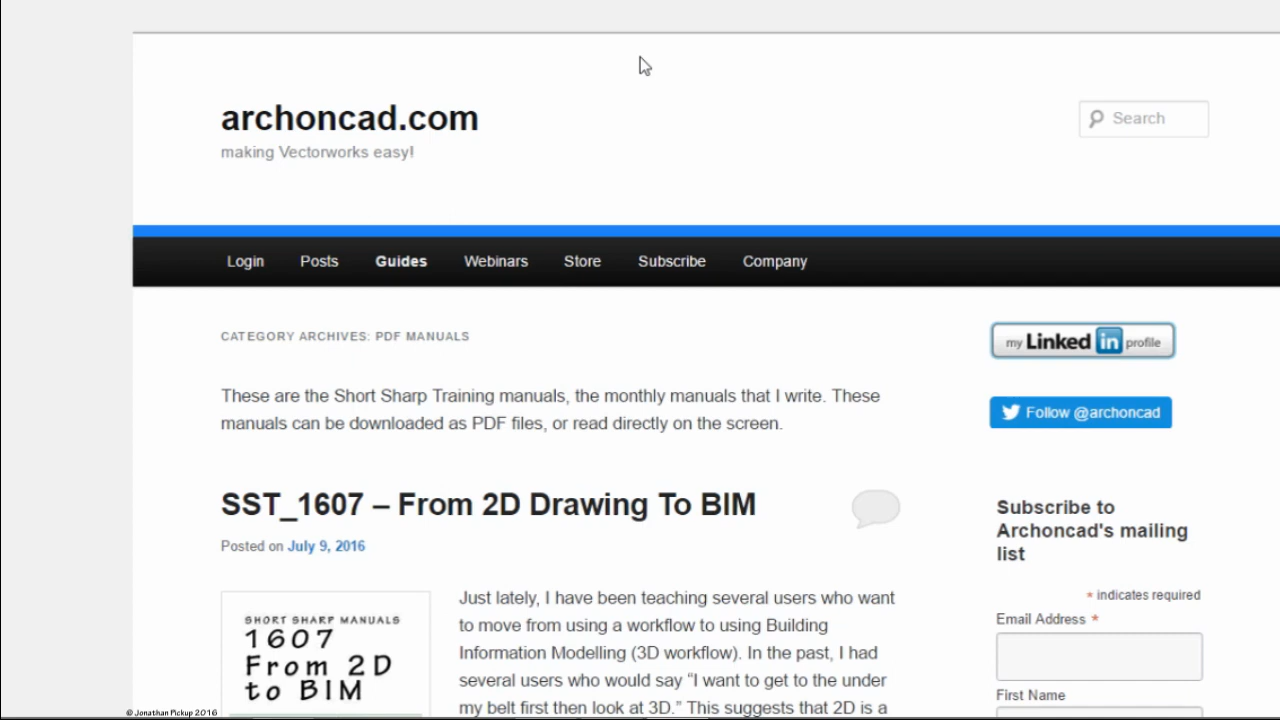 archoncad.com
making Vectorworks easy!
Search
Login Posts Guides Webinars Store Subscribe Company
CATEGORY ARCHIVES: PDF MANUALS
These are the Short Sharp Training manuals, the monthly manuals that I write. These
manuals can be downloaded as PDF files, or read directly on the screen.
SST_1607 – From 2D Drawing To BIM
Posted on July 9, 2016
SHORT SHARP MANUALS
1607
From 2D
to BIM
Just lately, I have been teaching several users who want
to move from using a workflow to using Building
Information Modelling (3D workflow). In the past, I had
several users who would say “I want to get to the under
my belt first then look at 3D.” This suggests that 2D is a
my Linked in profile
Follow @archoncad
Subscribe to
Archoncad's mailing
list
* indicates required
Email Address *
First Name
© Jonathan Pickup 2016